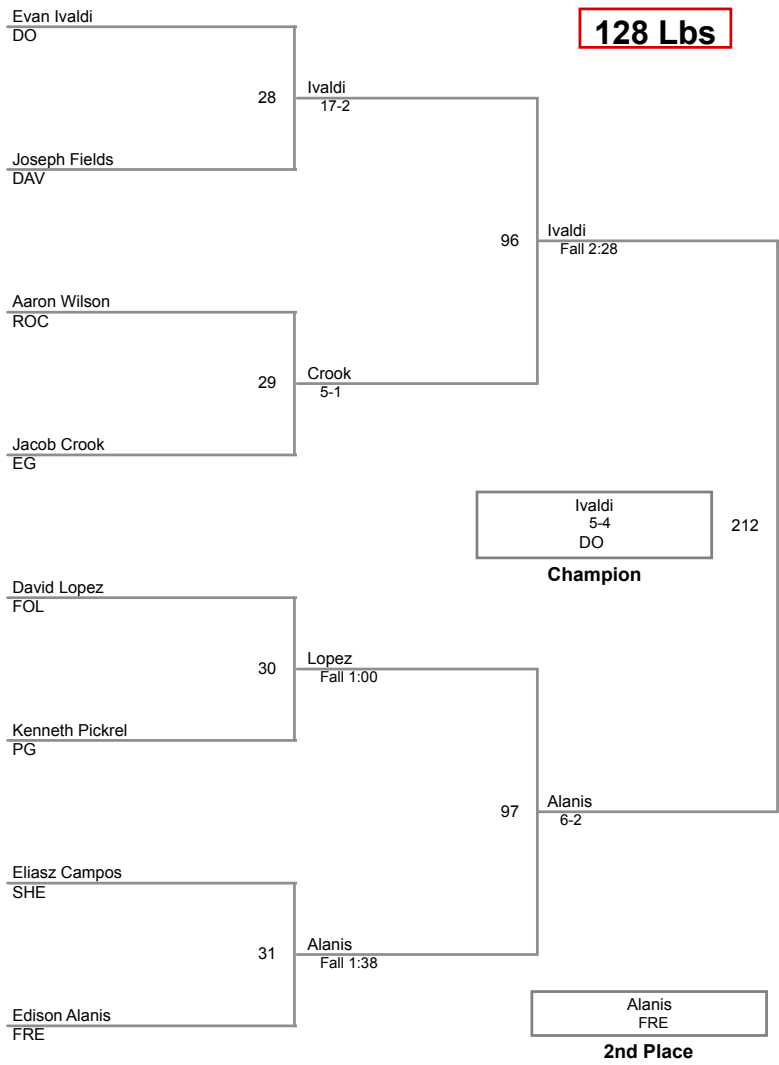 Evan Ivaldi
DO
128 Lbs
28
Ivaldi
17-2
Joseph Fields
DAV
96
Ivaldi
Fall 2:28
Aaron Wilson
ROC
29
Crook
5-1
Jacob Crook
EG
Ivaldi
5-4
DO
212
Champion
David Lopez
FOL
30
Lopez
Fall 1:00
Kenneth Pickrel
PG
97
Alanis
6-2
Eliasz Campos
SHE
31
Alanis
Fall 1:38
Edison Alanis
FRE
Alanis
FRE
2nd Place